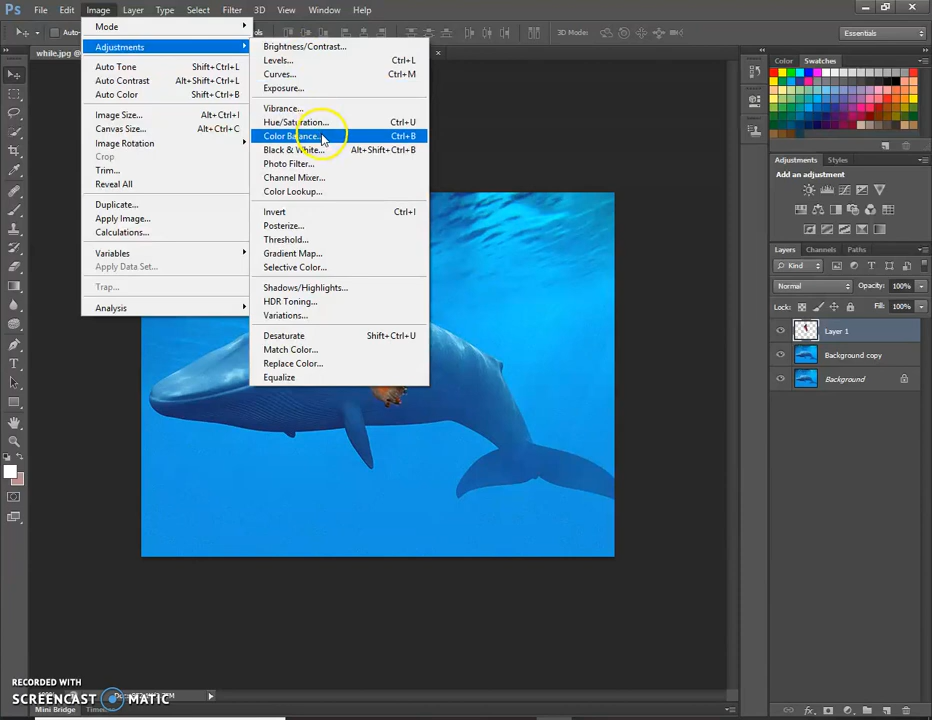 Ps File Edit Image Layer Type Select Filter 3D View Window Help
Auto- 3D Mode: Essentials
while.jpg @
Mode
Adjustments
Auto Tone Shift+Ctrl+L
Auto Contrast Alt+Shift+Ctrl+L
Auto Color Shift+Ctrl+B
Image Size... Alt+Ctrl+I
Canvas Size... Alt+Ctrl+C
Image Rotation
Crop
Trim...
Reveal All
Duplicate...
Apply Image...
Calculations...
Variables
Apply Data Set...
Trap...
Analysis
Brightness/Contrast...
Levels... Ctrl+L
Curves... Ctrl+M
Exposure...
Vibrance...
Hue/Saturation... Ctrl+U
Color Balance... Ctrl+B
Black & White... Alt+Shift+Ctrl+B
Photo Filter...
Channel Mixer...
Color Lookup...
Invert Ctrl+I
Posterize...
Threshold...
Gradient Map...
Selective Color...
Shadows/Highlights...
HDR Toning...
Variations...
Desaturate Shift+Ctrl+U
Match Color...
Replace Color...
Equalize
Color Swatches
Adjustments Styles
Add an adjustment
Layers Channels Paths
Kind
Normal Opacity: 100%
Lock: Fill: 100%
Layer 1
Background copy
Background
RECORDED WITH
SCREENCAST MATIC
Mini Bridge